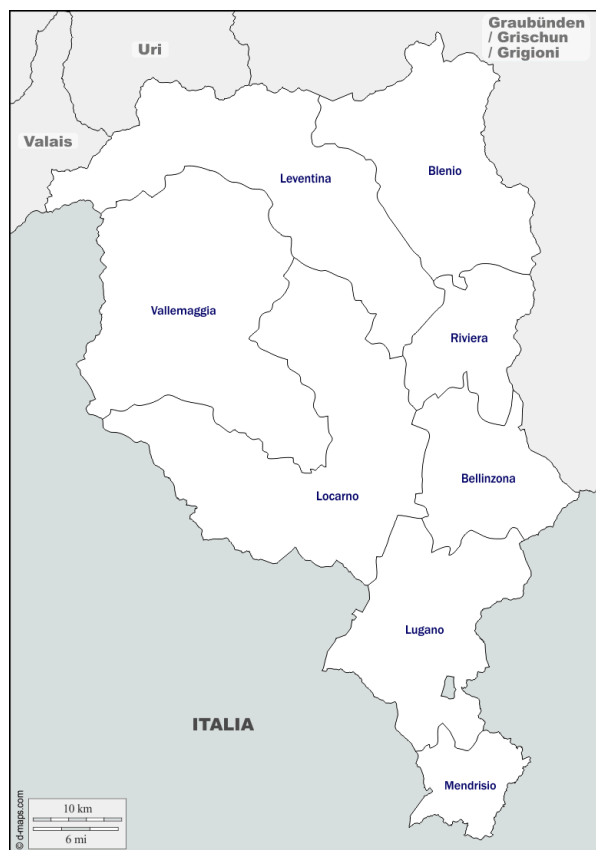 Graubünden
/ Grischun
/ Grigioni
Uri
Valais
Leventina
Blenio
Vallemaggia
Riviera
Bellinzona
Locarno
Lugano
ITALIA
Mendrisio
10 km
6 mi
© d-maps.com